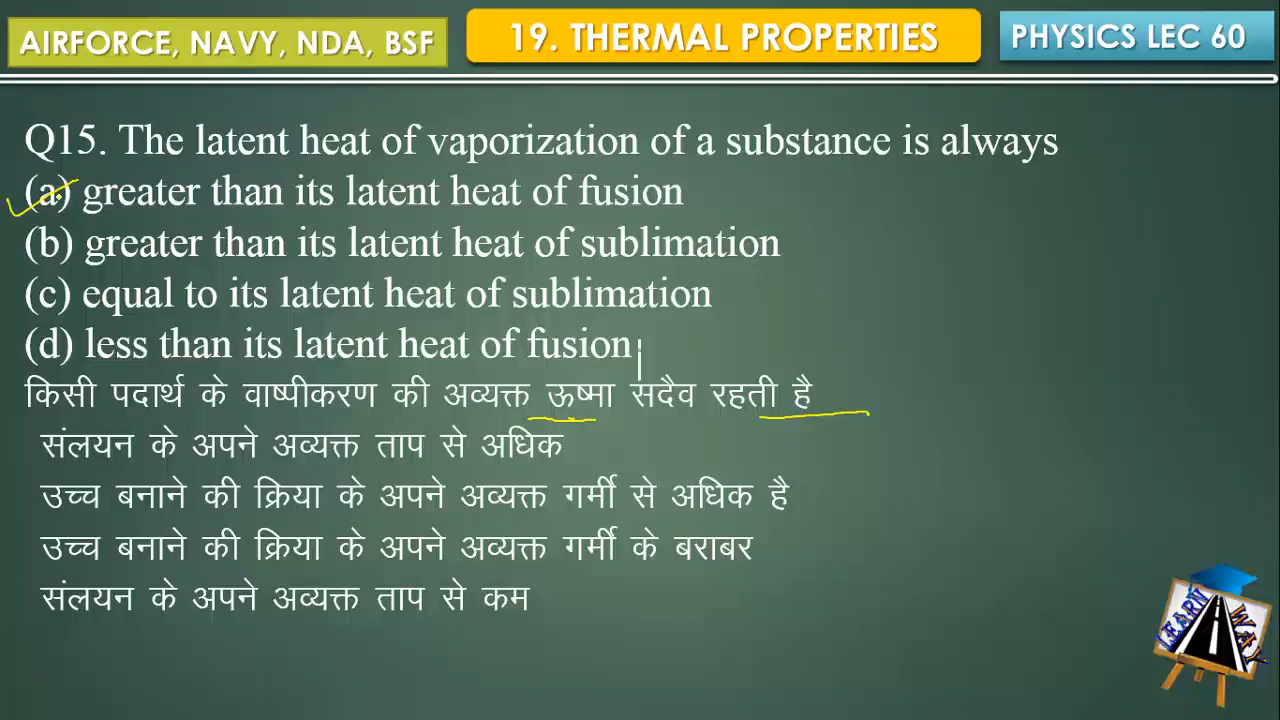 AIRFORCE, NAVY, NDA, BSF
19. THERMAL PROPERTIES
PHYSICS LEC 60
Q15. The latent heat of vaporization of a substance is always
(a) greater than its latent heat of fusion
(b) greater than its latent heat of sublimation
(c) equal to its latent heat of sublimation
(d) less than its latent heat of fusion
किसी पदार्थ के वाष्पीकरण की अव्यक्त ऊष्मा सदैव रहती है
संलयन के अपने अव्यक्त ताप से अधिक
उच्च बनाने की क्रिया के अपने अव्यक्त गर्मी से अधिक है
उच्च बनाने की क्रिया के अपने अव्यक्त गर्मी के बराबर
संलयन के अपने अव्यक्त ताप से कम
LEARN WAY